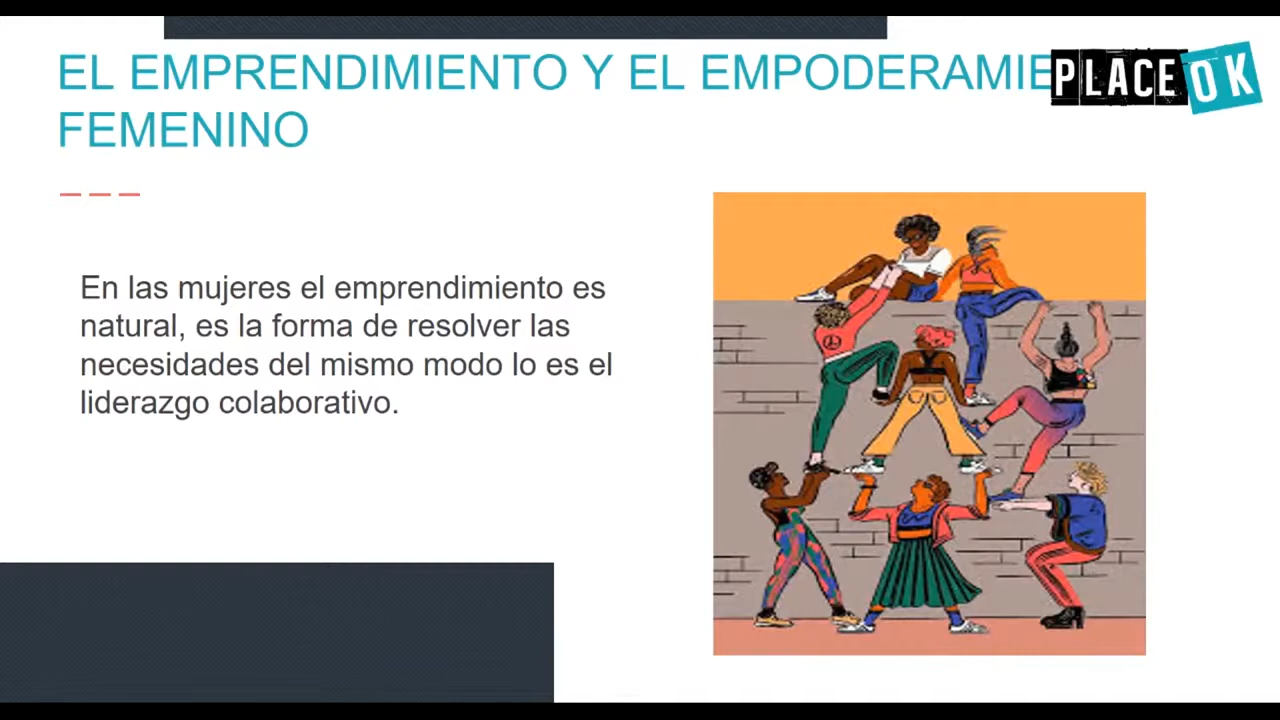 EL EMPRENDIMIENTO Y EL EMPODERAMIE
FEMENINO
PLACE OK
En las mujeres el emprendimiento es
natural, es la forma de resolver las
necesidades del mismo modo lo es el
liderazgo colaborativo.